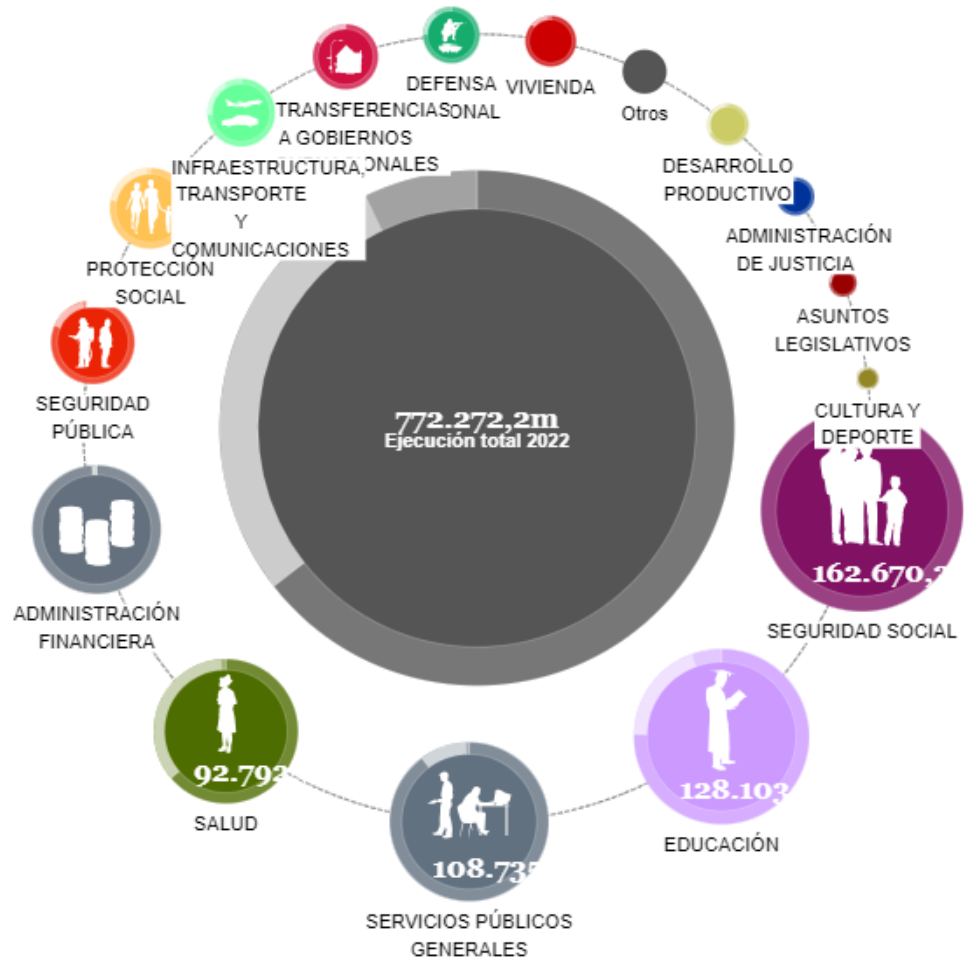 DEFENSA
ONAL
VIVIENDA
Otros
TRANSFERENCIAS
A GOBIERNOS
ONALES
INFRAESTRUCTURA,
TRANSPORTE
Y
COMUNICACIONES
DESARROLLO
PRODUCTIVO
ADMINISTRACIÓN
DE JUSTICIA
PROTECCIÓN
SOCIAL
ASUNTOS
LEGISLATIVOS
SEGURIDAD
PÚBLICA
CULTURA Y
DEPORTE
772.272,2m
Ejecución total 2022
162.670,
SEGURIDAD SOCIAL
ADMINISTRACIÓN
FINANCIERA
92.792
SALUD
128.103
EDUCACIÓN
108.735
SERVICIOS PÚBLICOS
GENERALES